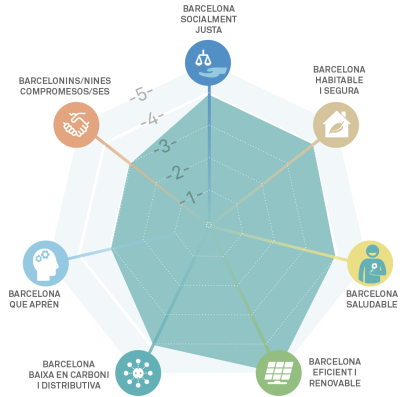 BARCELONA
SOCIALMENT
JUSTA
BARCELONINS/NINES
COMPROMESOS/SES
BARCELONA
HABITABLE
I SEGURA
-5-
-4-
-3-
-2-
-1-
BARCELONA
QUE APRÈN
BARCELONA
SALUDABLE
BARCELONA
BAIXA EN CARBONI
I DISTRIBUTIVA
BARCELONA
EFICIENT I
RENOVABLE